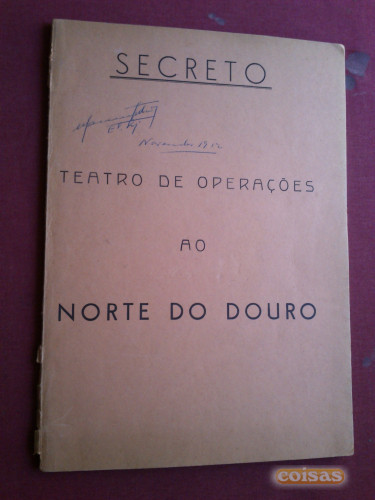 SECRETO
TEATRO DE OPERAÇÕES
AO
NORTE DO DOURO
coisas